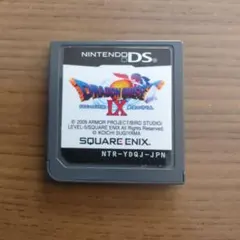 NINTENDO DS
DRAGON QUEST
IX
© 2009 ARMOR PROJECT/BIRD STUDIO/
LEVEL-5/SQUARE ENIX All Rights Reserved.
© KOICHI SUGIYAMA
SQUARE ENIX.
NTR-YDQJ-JPN